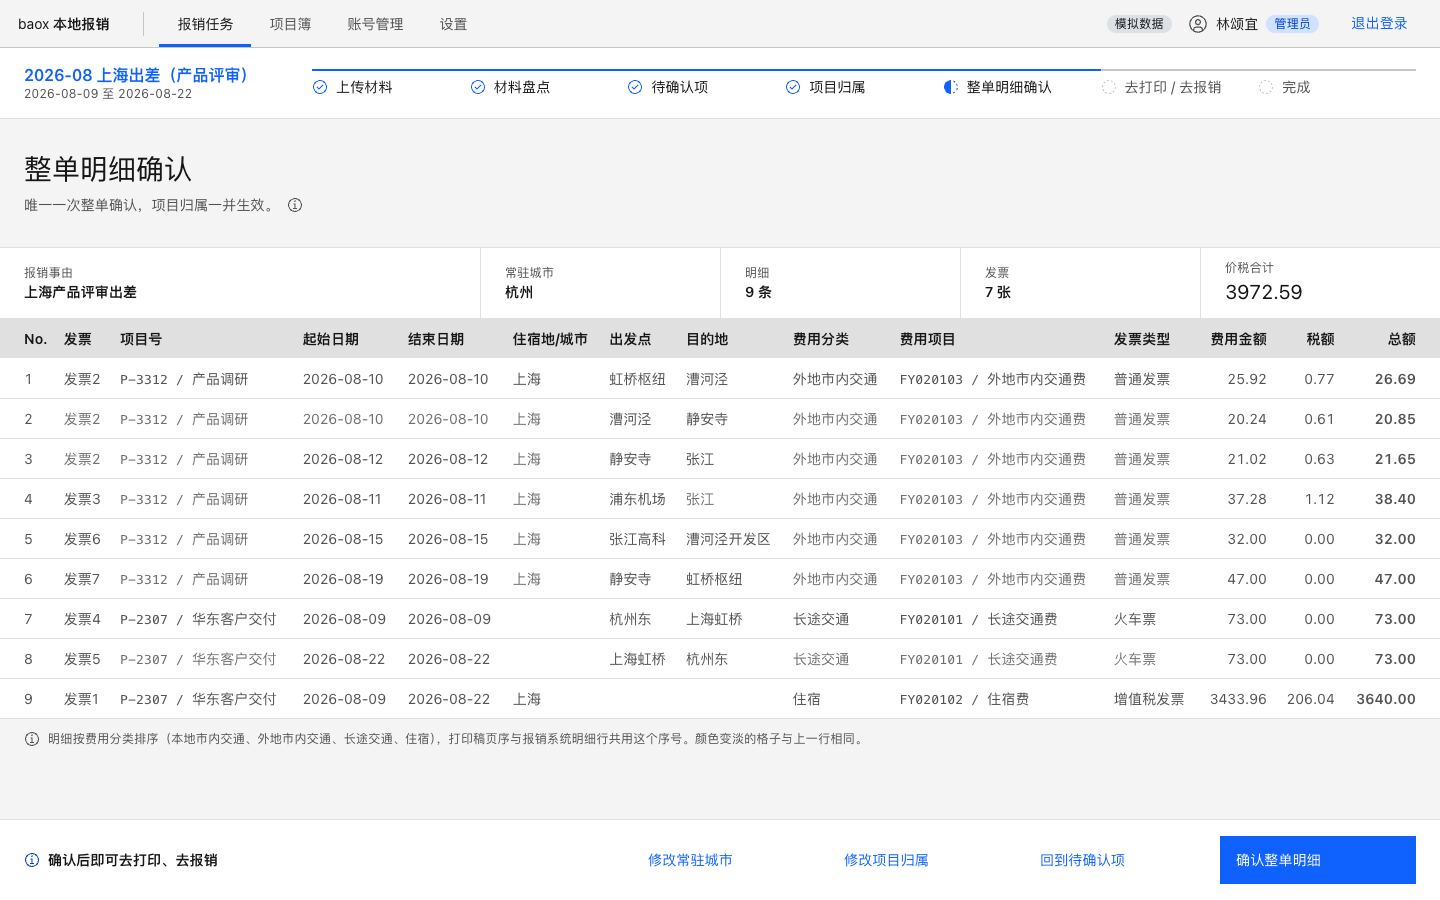 baox 本地报销 报销任务 项目簿 账号管理 设置 模拟数据 林颂宜 管理员 退出登录
2026-08 上海出差（产品评审）
2026-08-09 至 2026-08-22
上传材料 材料盘点 待确认项 项目归属 整单明细确认 去打印 / 去报销 完成
整单明细确认
唯一一次整单确认，项目归属一并生效。
报销事由 常驻城市 明细 发票 价税合计
上海产品评审出差 杭州 9 条 7 张 3972.59
No. 发票 项目号 起始日期 结束日期 住宿地/城市 出发点 目的地 费用分类 费用项目 发票类型 费用金额 税额 总额
1 发票2 P-3312 / 产品调研 2026-08-10 2026-08-10 上海 虹桥枢纽 漕河泾 外地市内交通 FY020103 / 外地市内交通费 普通发票 25.92 0.77 26.69
2 发票2 P-3312 / 产品调研 2026-08-10 2026-08-10 上海 漕河泾 静安寺 外地市内交通 FY020103 / 外地市内交通费 普通发票 20.24 0.61 20.85
3 发票2 P-3312 / 产品调研 2026-08-12 2026-08-12 上海 静安寺 张江 外地市内交通 FY020103 / 外地市内交通费 普通发票 21.02 0.63 21.65
4 发票3 P-3312 / 产品调研 2026-08-11 2026-08-11 上海 浦东机场 张江 外地市内交通 FY020103 / 外地市内交通费 普通发票 37.28 1.12 38.40
5 发票6 P-3312 / 产品调研 2026-08-15 2026-08-15 上海 张江高科 漕河泾开发区 外地市内交通 FY020103 / 外地市内交通费 普通发票 32.00 0.00 32.00
6 发票7 P-3312 / 产品调研 2026-08-19 2026-08-19 上海 静安寺 虹桥枢纽 外地市内交通 FY020103 / 外地市内交通费 普通发票 47.00 0.00 47.00
7 发票4 P-2307 / 华东客户交付 2026-08-09 2026-08-09 杭州东 上海虹桥 长途交通 FY020101 / 长途交通费 火车票 73.00 0.00 73.00
8 发票5 P-2307 / 华东客户交付 2026-08-22 2026-08-22 上海虹桥 杭州东 长途交通 FY020101 / 长途交通费 火车票 73.00 0.00 73.00
9 发票1 P-2307 / 华东客户交付 2026-08-09 2026-08-22 上海 住宿 FY020102 / 住宿费 增值税发票 3433.96 206.04 3640.00
明细按费用分类排序（本地市内交通、外地市内交通、长途交通、住宿），打印稿页序与报销系统明细行共用这个序号。颜色变淡的格子与上一行相同。
确认后即可去打印、去报销 修改常驻城市 修改项目归属 回到待确认项 确认整单明细